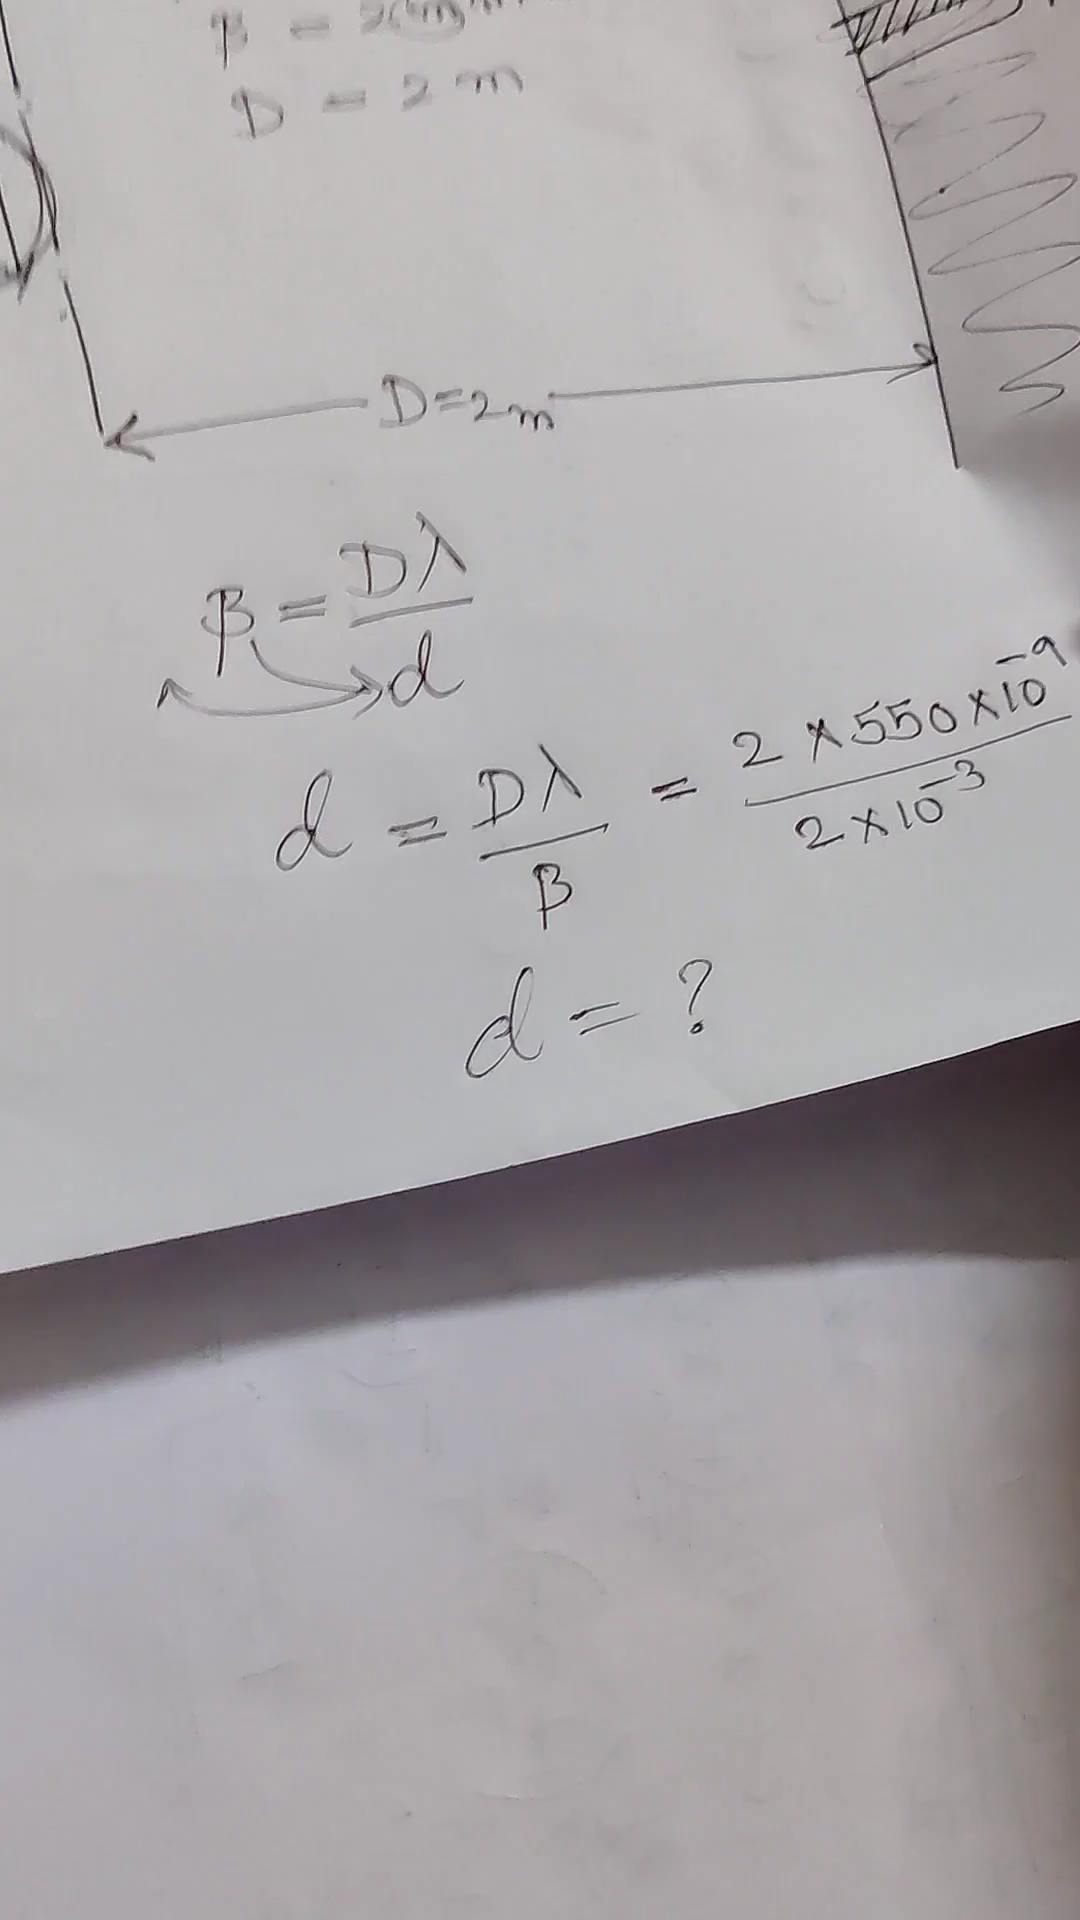 β =
D = 2 m
D=2m
β = Dλ/d
d = Dλ/β = 2×550×10⁻⁹/2×10⁻³
d = ?